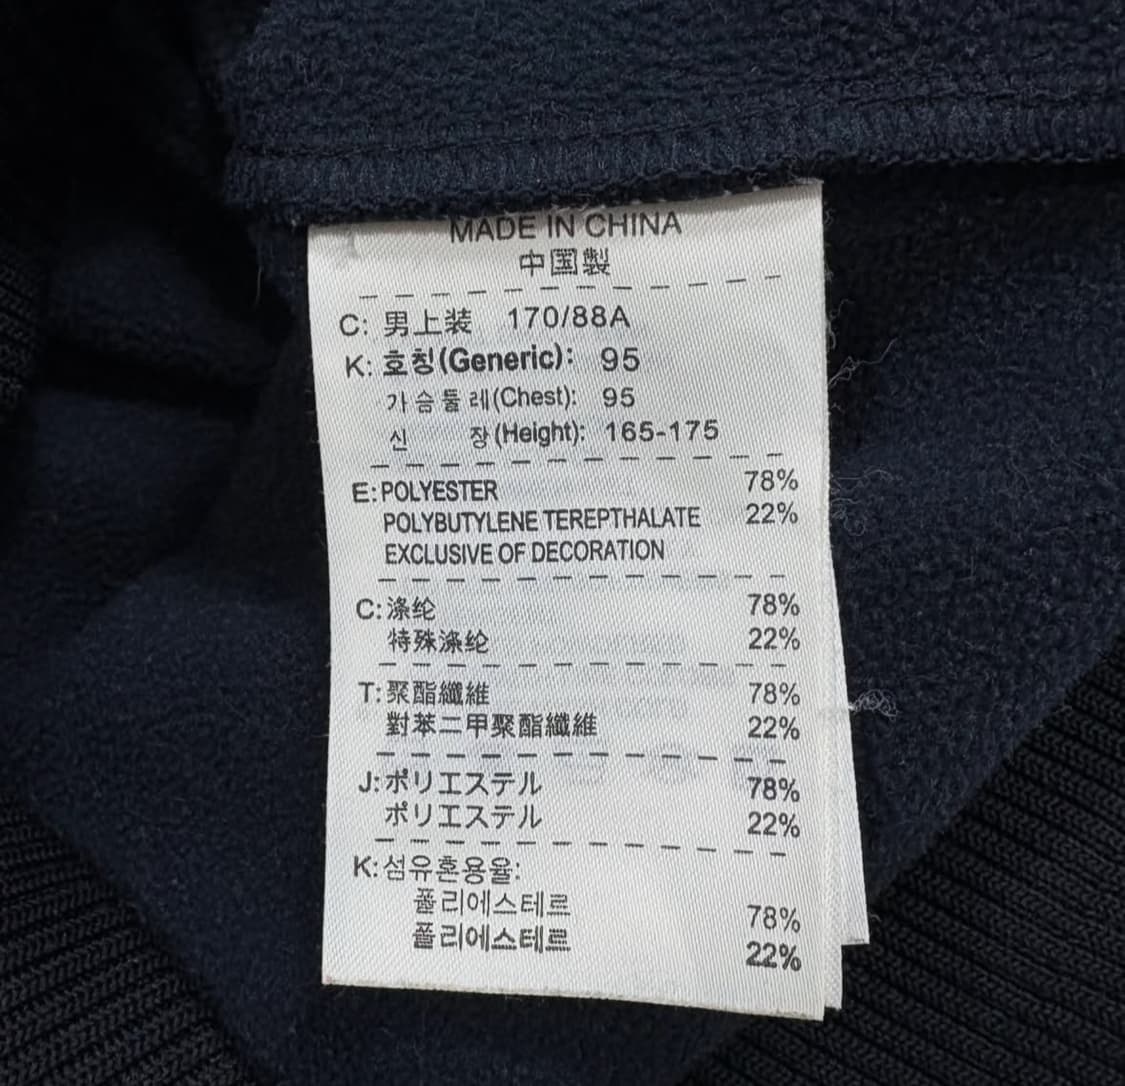 MADE IN CHINA
中国製
C: 男上装 170/88A
K: 호칭(Generic): 95
가슴둘레(Chest): 95
신 장(Height): 165-175
E: POLYESTER 78%
POLYBUTYLENE TEREPTHALATE 22%
EXCLUSIVE OF DECORATION
C: 涤纶 78%
特殊涤纶 22%
T: 聚酯纖維 78%
對苯二甲聚酯纖維 22%
J: ポリエステル 78%
ポリエステル 22%
K: 섬유혼용율:
폴리에스테르 78%
폴리에스테르 22%